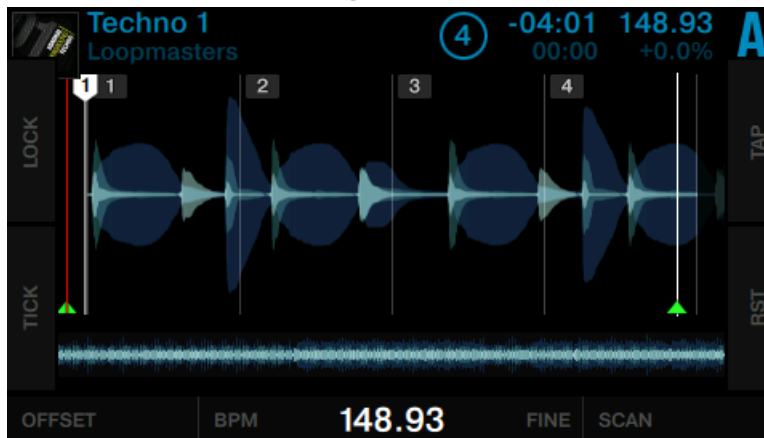 Techno 1
Loopmasters
4
-04:01 148.93
00:00 +0.0%
A
1 1 2 3 4
LOCK
TAP
TICK
RST
OFFSET BPM 148.93 FINE SCAN